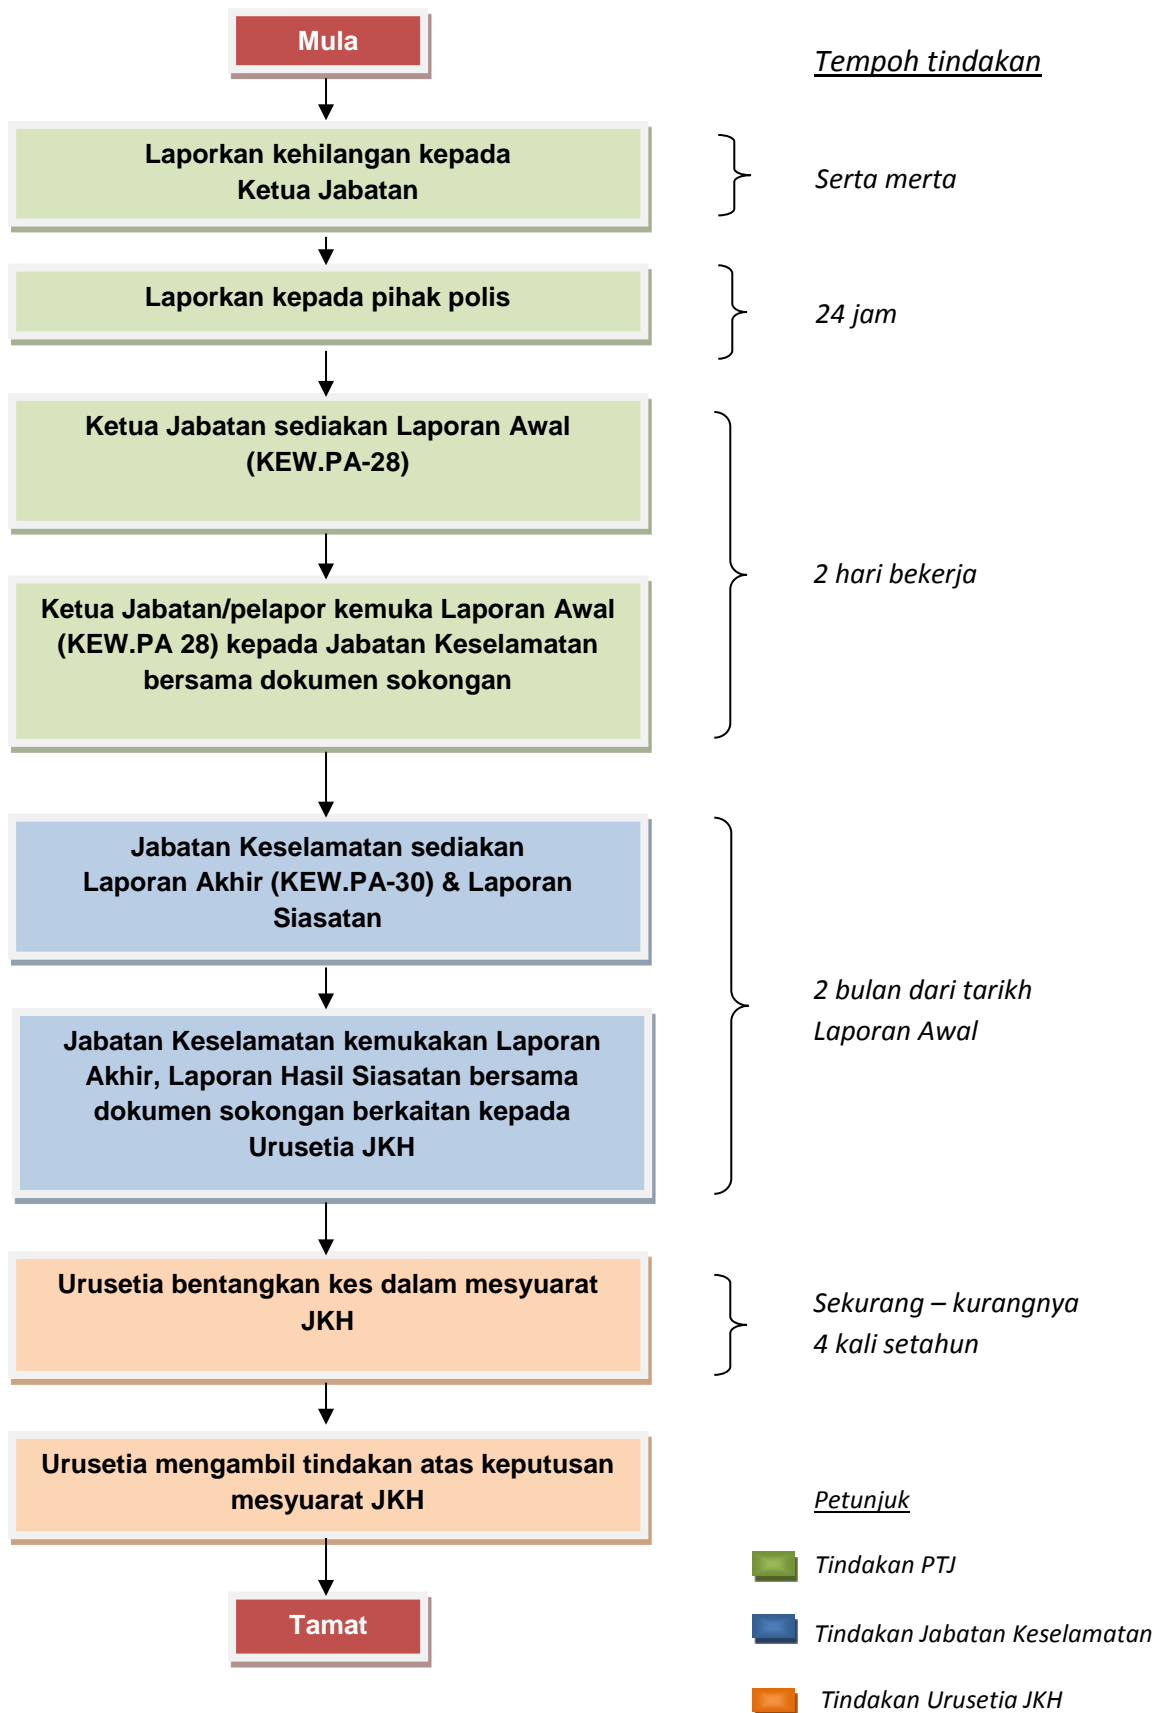 Mula
Tempoh tindakan
Laporkan kehilangan kepada
Ketua Jabatan
Serta merta
Laporkan kepada pihak polis
24 jam
Ketua Jabatan sediakan Laporan Awal
(KEW.PA-28)
2 hari bekerja
Ketua Jabatan/pelapor kemuka Laporan Awal
(KEW.PA 28) kepada Jabatan Keselamatan
bersama dokumen sokongan
Jabatan Keselamatan sediakan
Laporan Akhir (KEW.PA-30) & Laporan
Siasatan
2 bulan dari tarikh
Laporan Awal
Jabatan Keselamatan kemukakan Laporan
Akhir, Laporan Hasil Siasatan bersama
dokumen sokongan berkaitan kepada
Urusetia JKH
Urusetia bentangkan kes dalam mesyuarat
JKH
Sekurang – kurangnya
4 kali setahun
Urusetia mengambil tindakan atas keputusan
mesyuarat JKH
Tamat
Petunjuk
Tindakan PTJ
Tindakan Jabatan Keselamatan
Tindakan Urusetia JKH